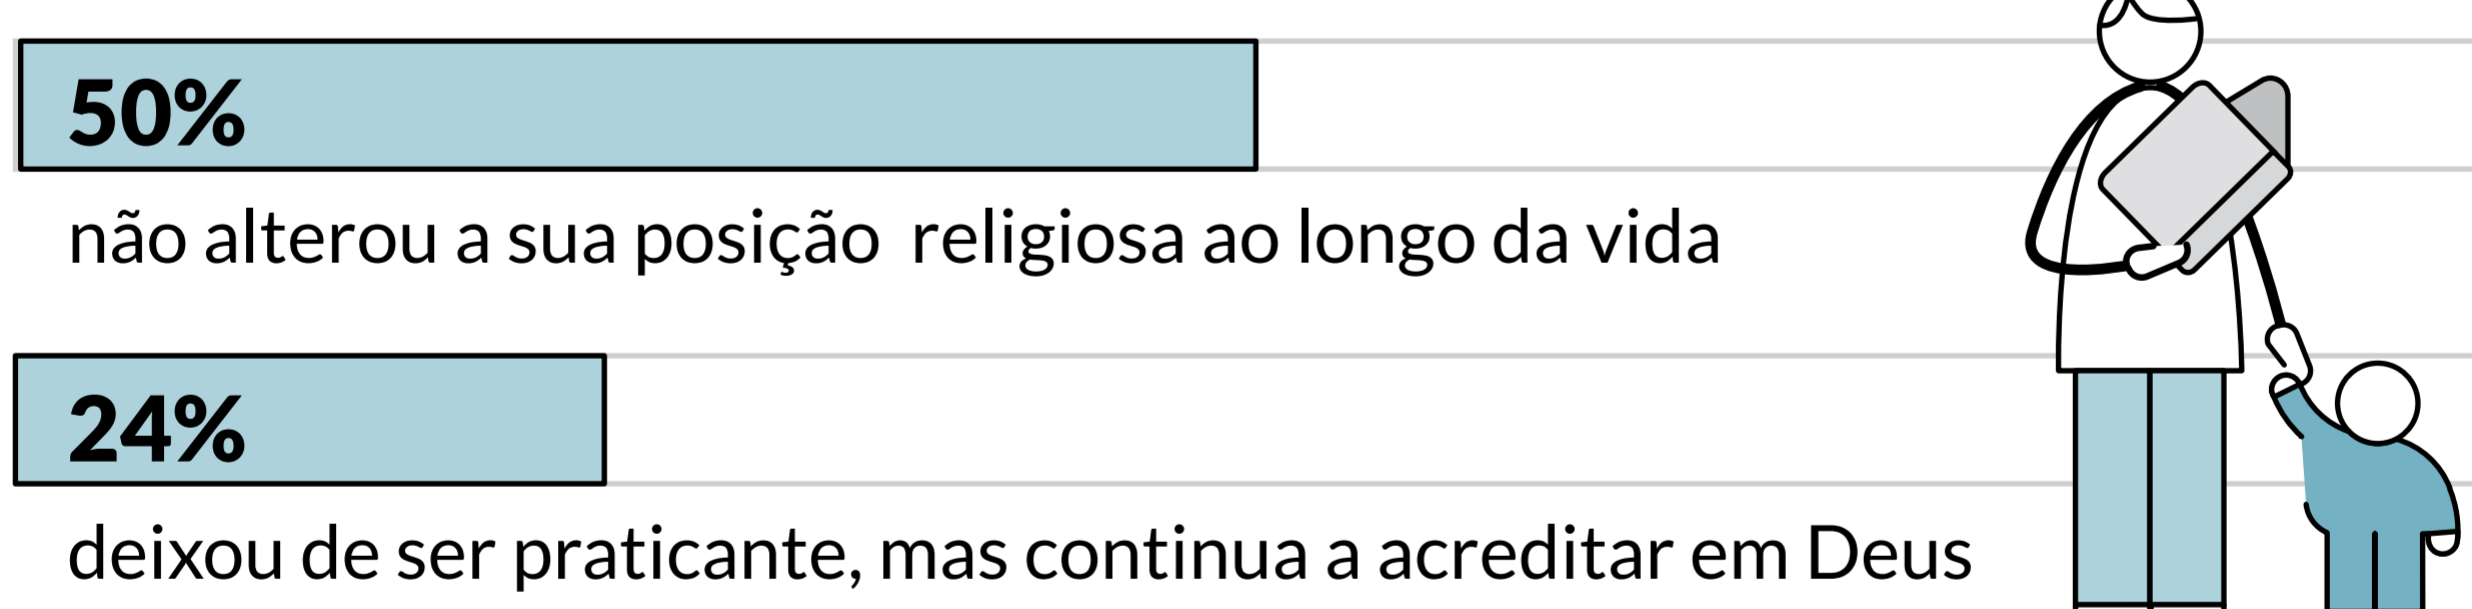 50%
não alterou a sua posição  religiosa ao longo da vida
24%
deixou de ser praticante, mas continua a acreditar em Deus